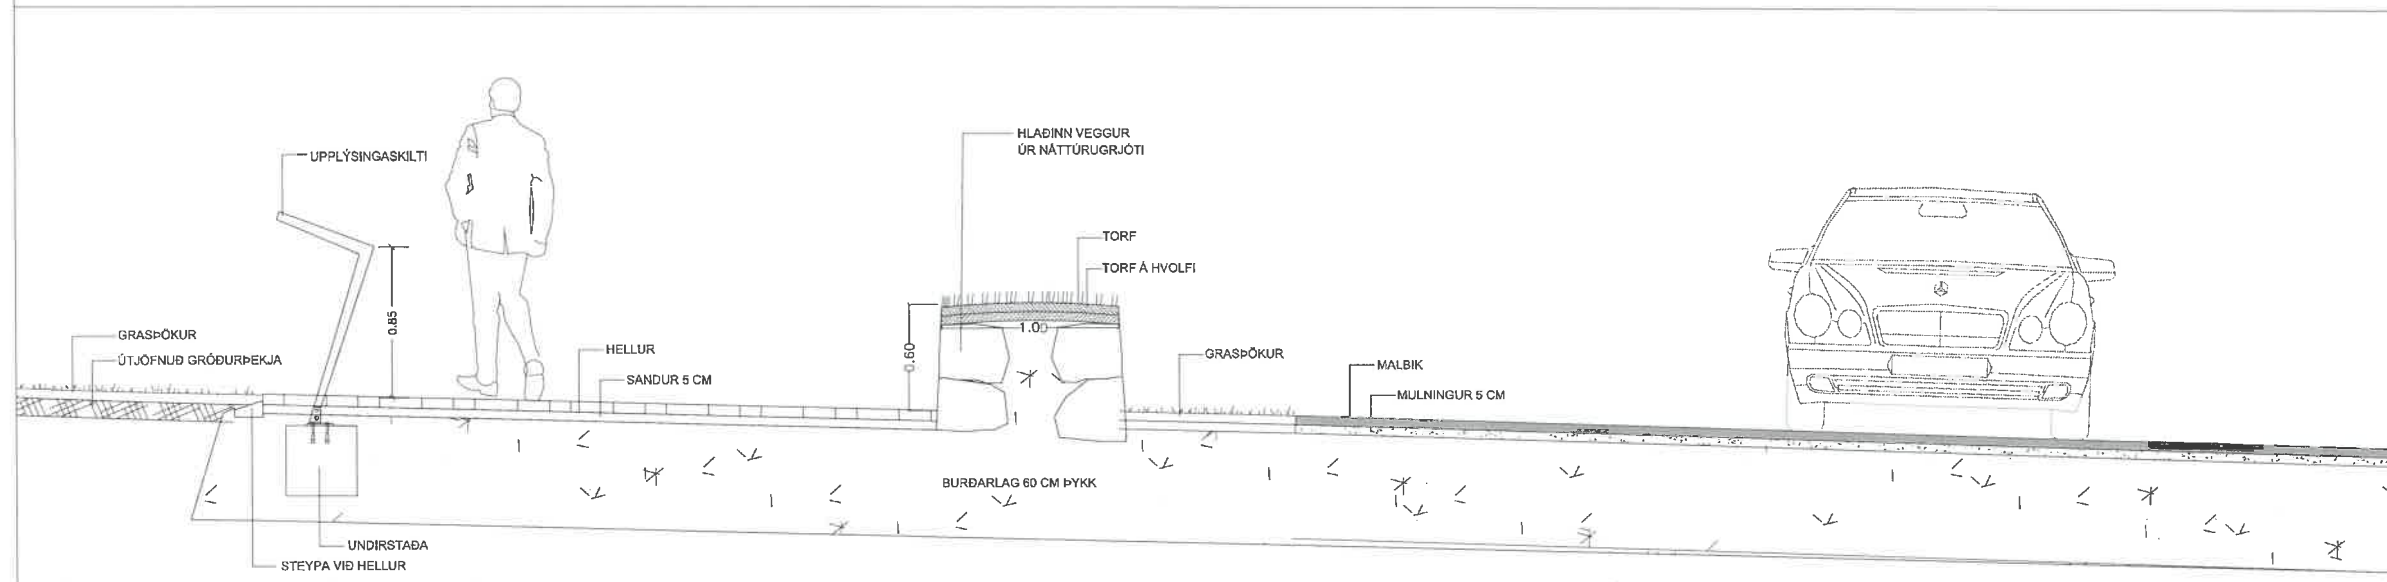 HLAÐINN VEGGUR
ÚR NÁTTÚRUGRJÓTI
UPPLÝSINGASKILTI
TORF
TORF Á HVOLFI
0.85
1.00
0.60
GRASÞÖKUR
ÚTJÖFNUÐ GRÓÐURÞEKJA
HELLUR
SANDUR 5 CM
GRASÞÖKUR
MALBIK
MULNINGUR 5 CM
BURÐARLAG 60 CM ÞYKK
UNDIRSTAÐA
STEYPA VIÐ HELLUR